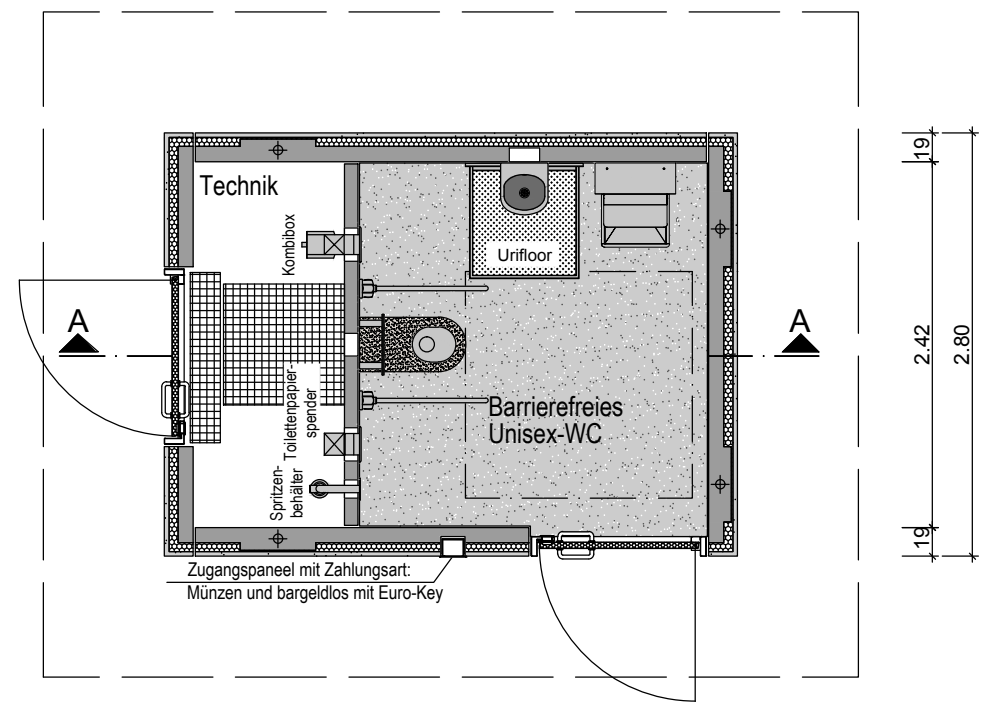 Technik
Kombibox
Urifloor
A
A
Toilettenpapier-
spender
Barrierefreies
Unisex-WC
Spritzen-
behälter
Zugangspaneel mit Zahlungsart:
Münzen und bargeldlos mit Euro-Key
19
2.42
2.80
19